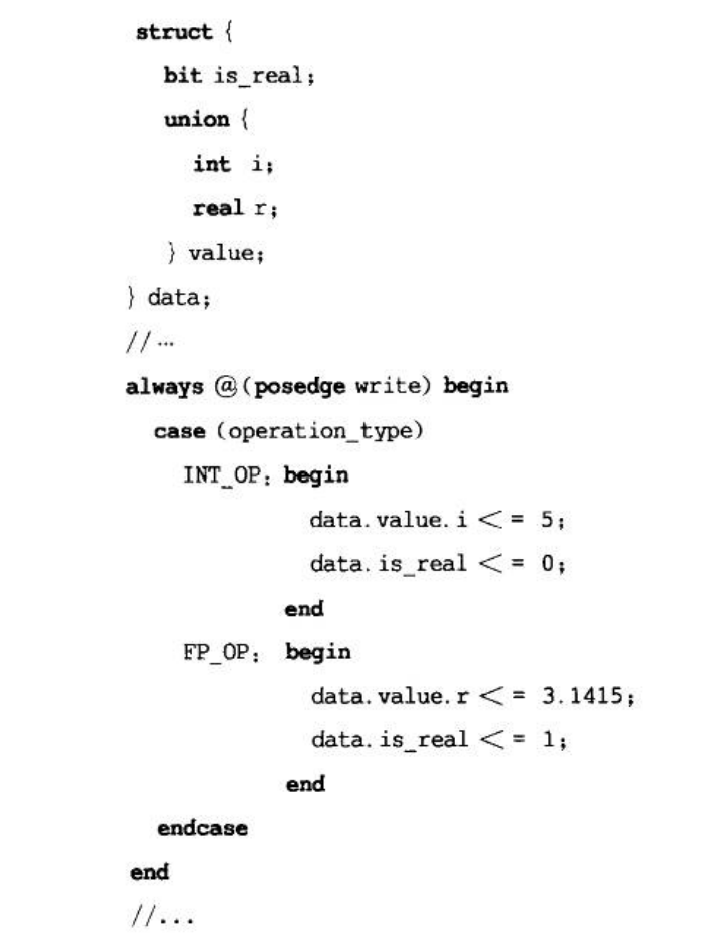 struct {
bit is_real;
union {
int i;
real r;
} value;
} data;
//…
always @(posedge write) begin
case (operation_type)
INT_OP: begin
data.value.i <= 5;
data.is_real <= 0;
end
FP_OP: begin
data.value.r <= 3.1415;
data.is_real <= 1;
end
endcase
end
//...